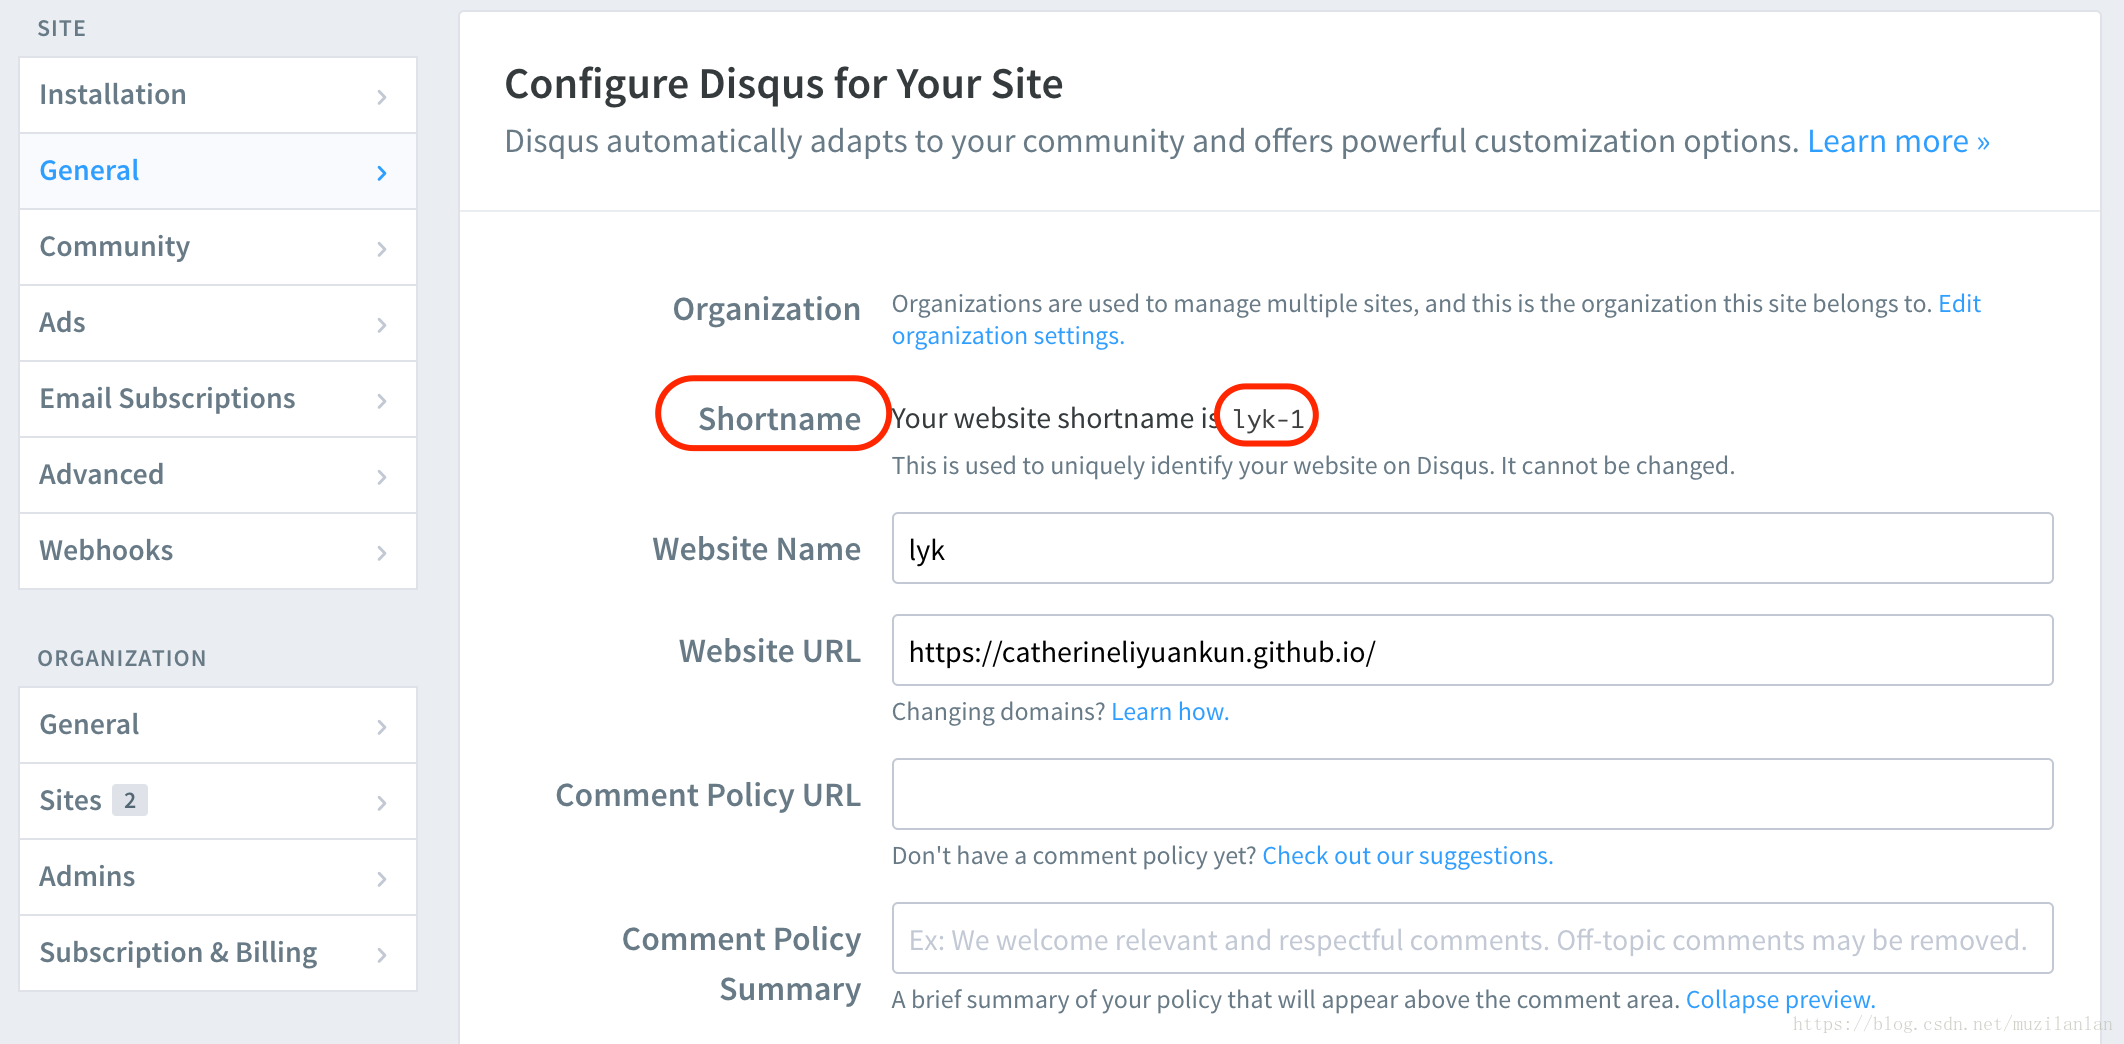 SITE
Installation
General
Community
Ads
Email Subscriptions
Advanced
Webhooks
ORGANIZATION
General
Sites 2
Admins
Subscription & Billing
Configure Disqus for Your Site
Disqus automatically adapts to your community and offers powerful customization options. Learn more »
Organization
Organizations are used to manage multiple sites, and this is the organization this site belongs to. Edit
organization settings.
Shortname
Your website shortname is lyk-1
This is used to uniquely identify your website on Disqus. It cannot be changed.
Website Name
lyk
Website URL
https://catherineliyuankun.github.io/
Changing domains? Learn how.
Comment Policy URL
Don't have a comment policy yet? Check out our suggestions.
Comment Policy
Summary
Ex: We welcome relevant and respectful comments. Off-topic comments may be removed.
A brief summary of your policy that will appear above the comment area. Collapse preview.
https://blog.csdn.net/muzilanlan